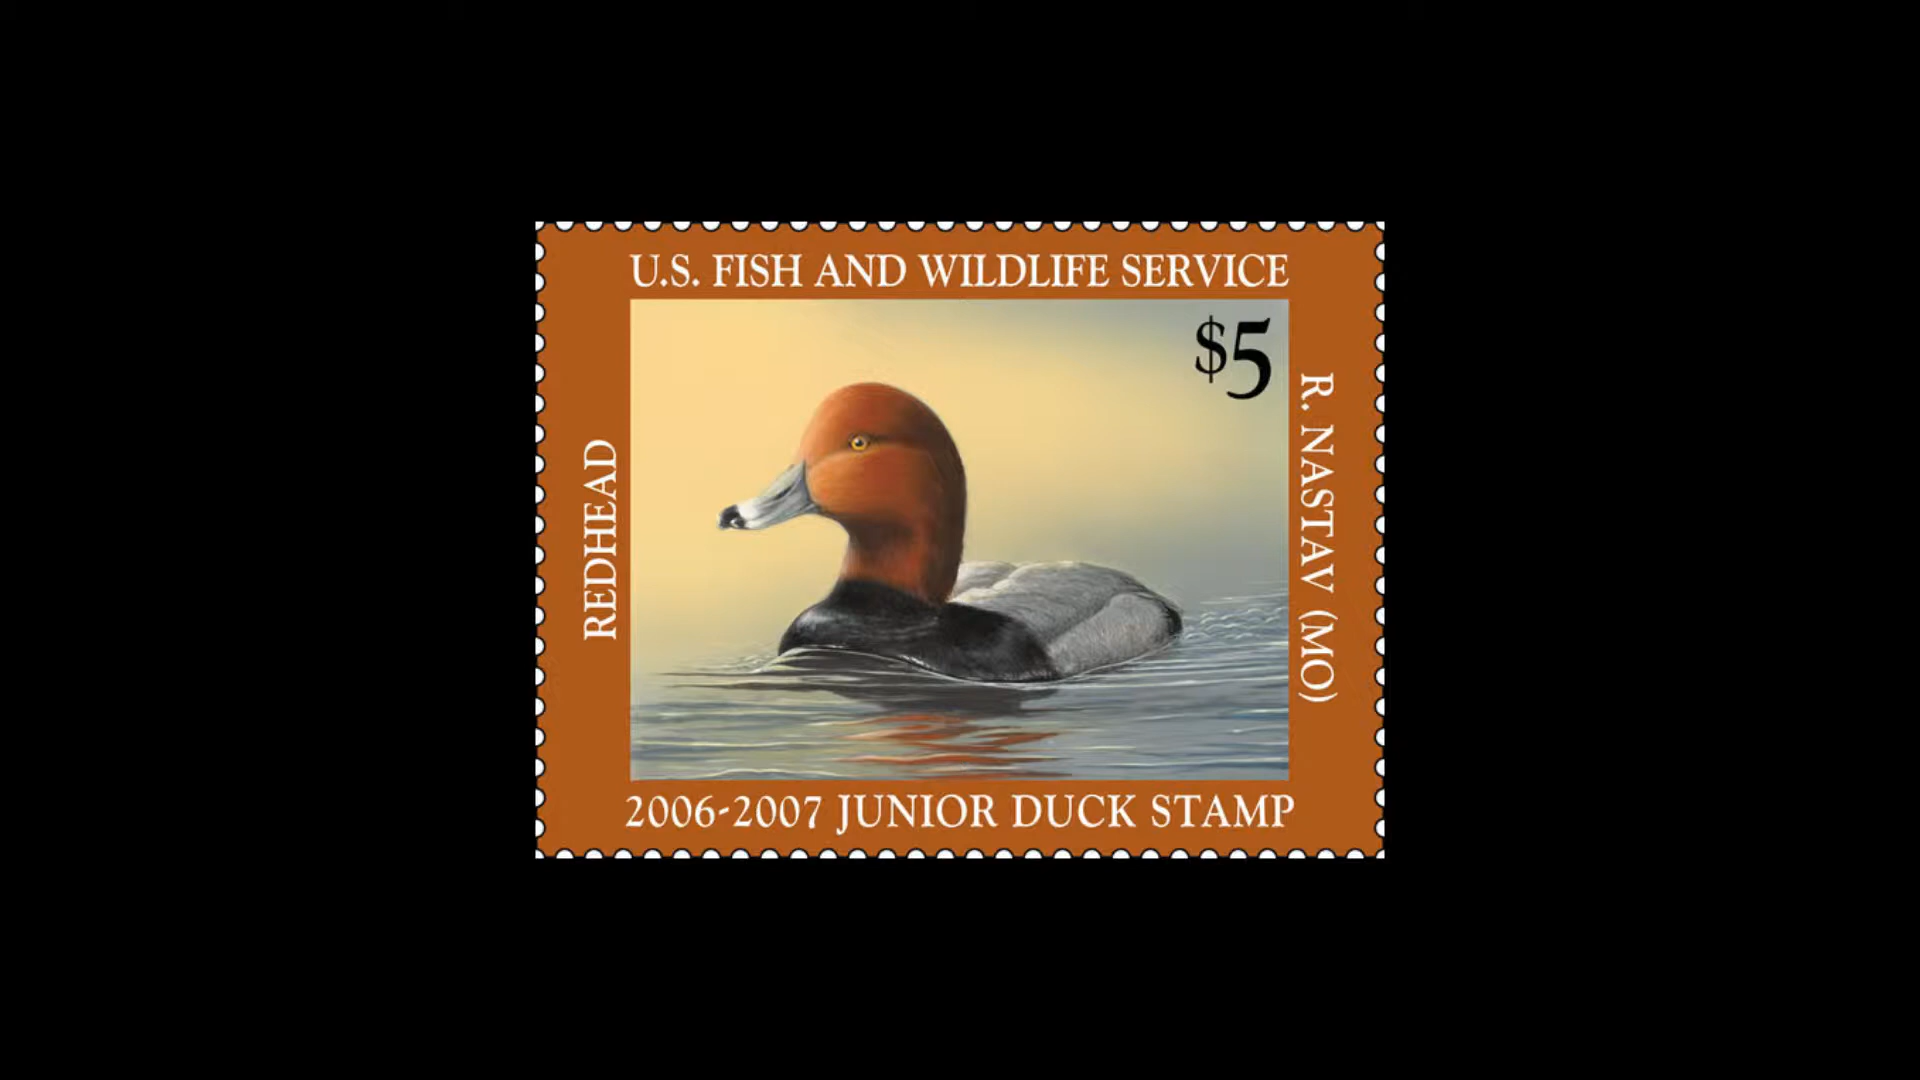 U.S. FISH AND WILDLIFE SERVICE
$5
REDHEAD
R. NASTAV (MO)
2006-2007 JUNIOR DUCK STAMP